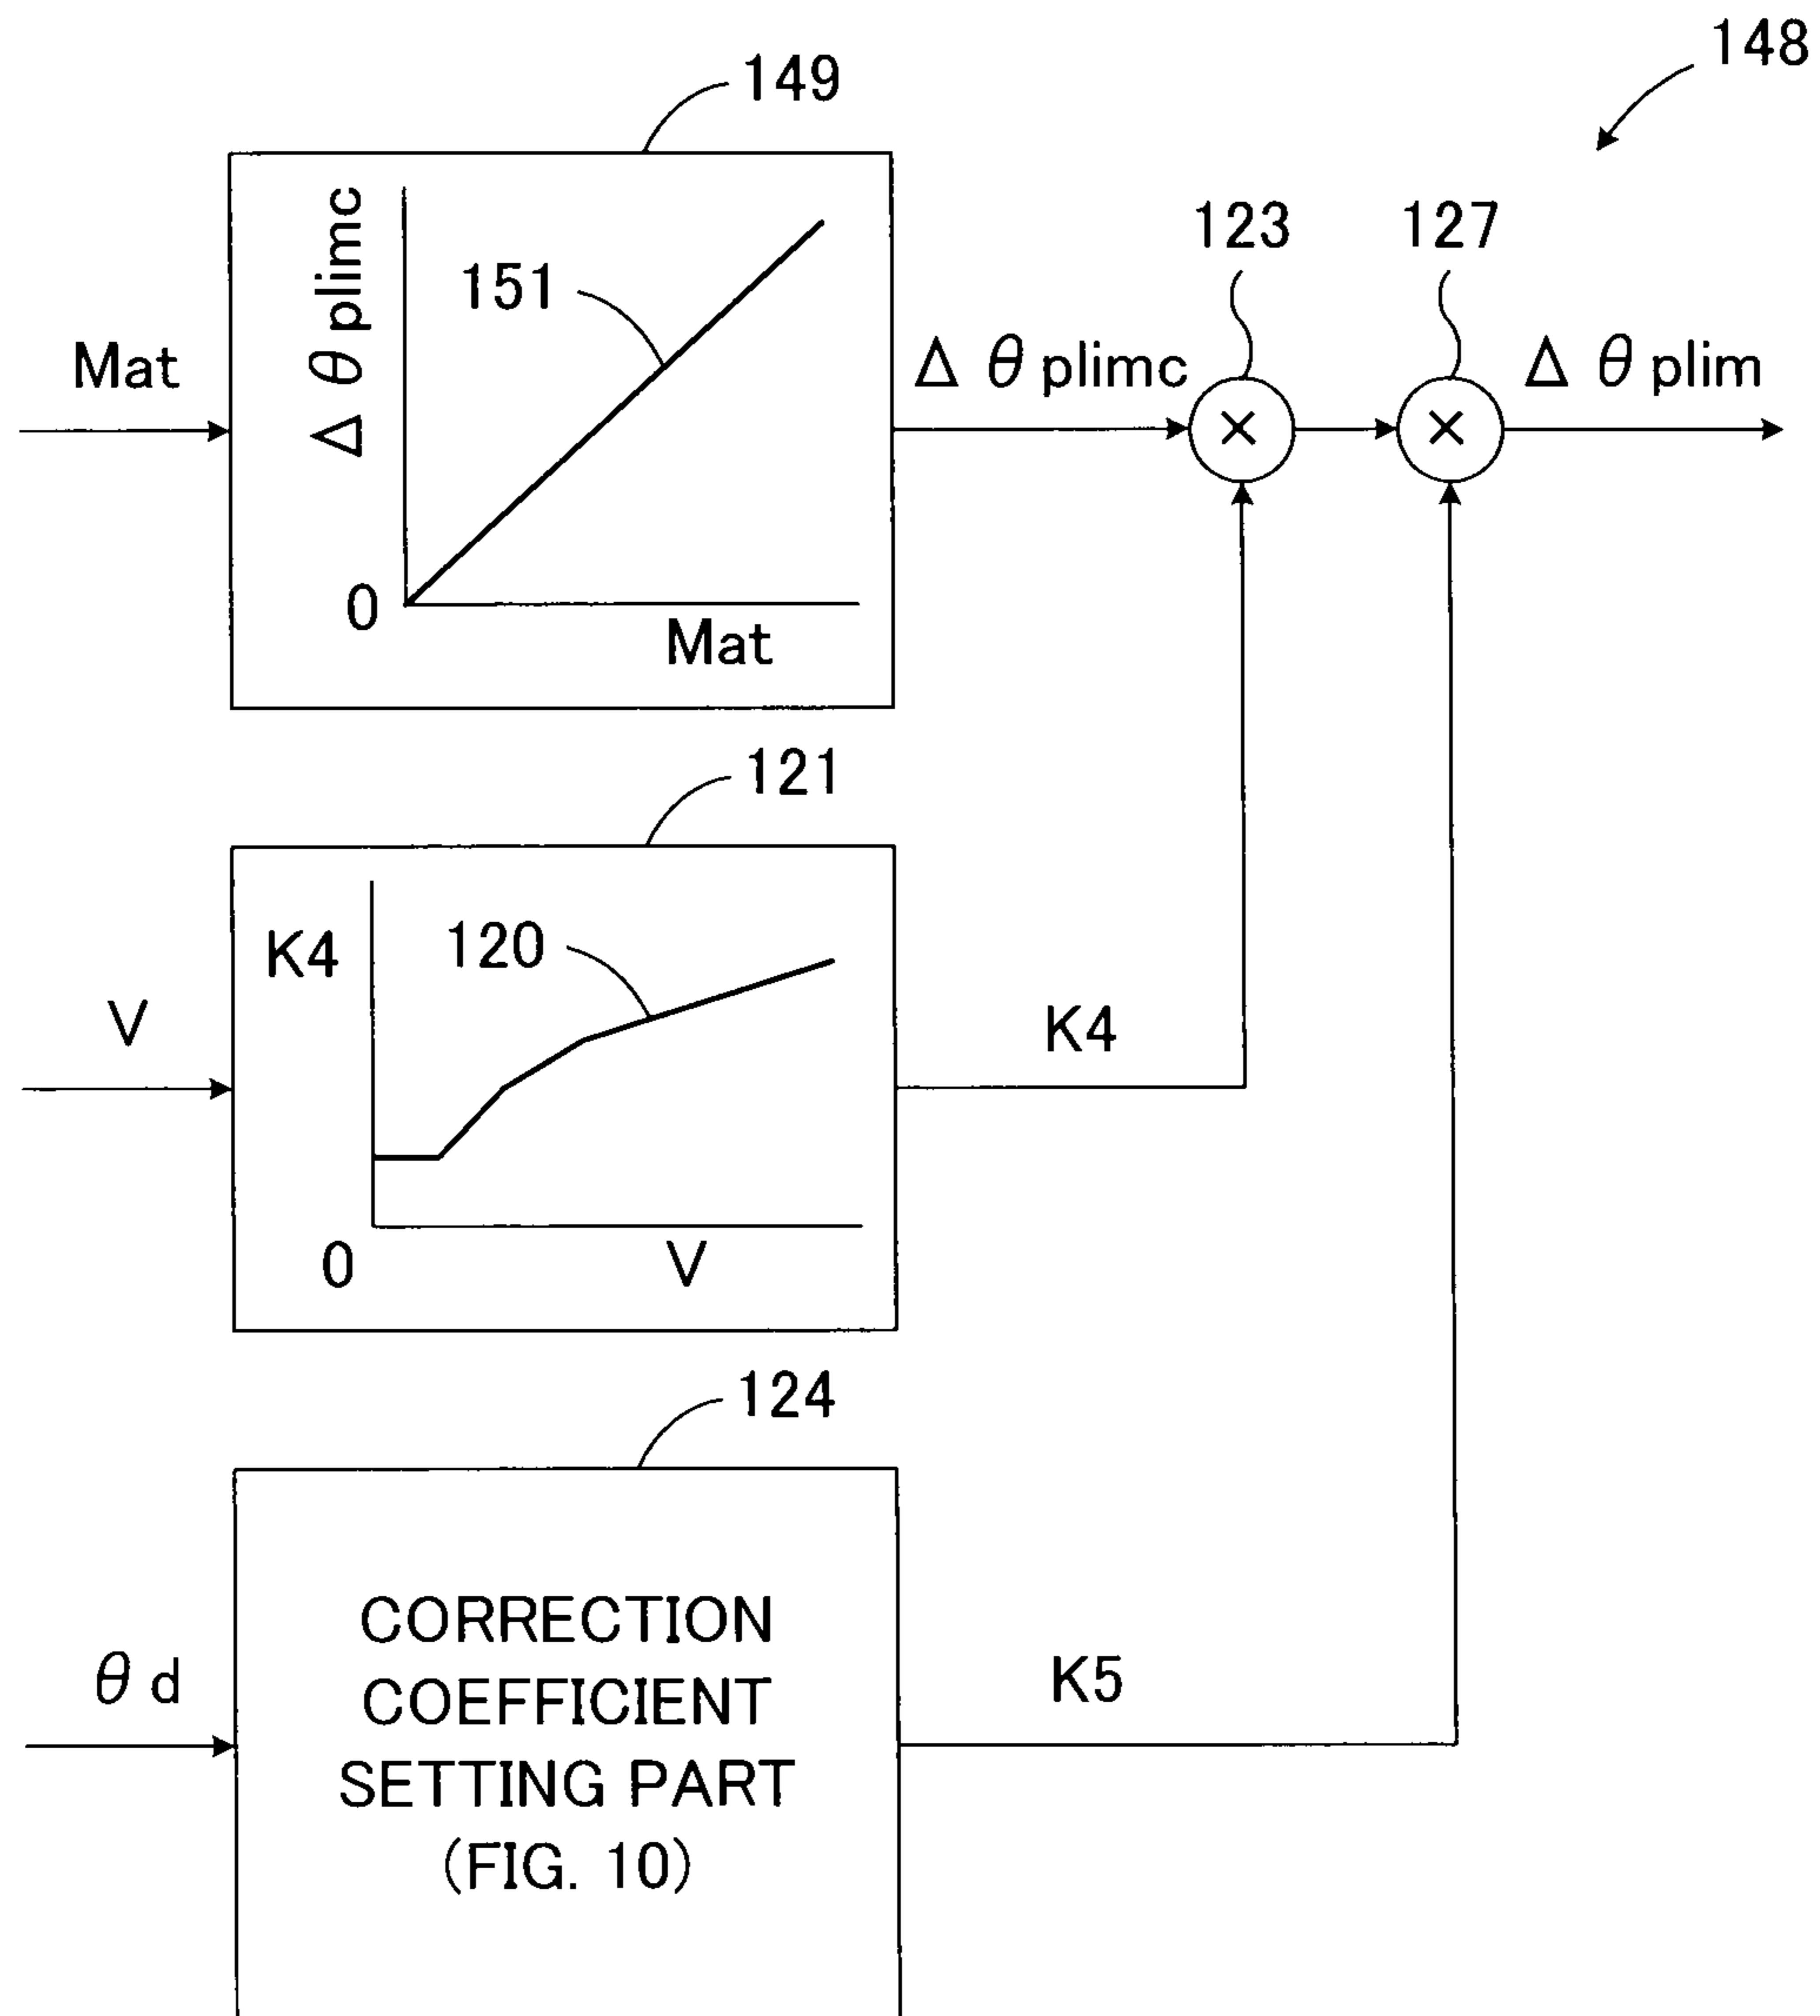 148
149
123
127
Δ θ plimc
151
Mat
Δ θ plimc
Δ θ plim
0
Mat
121
K4
120
V
K4
0
V
124
CORRECTION
COEFFICIENT
SETTING PART
(FIG. 10)
θ d
K5